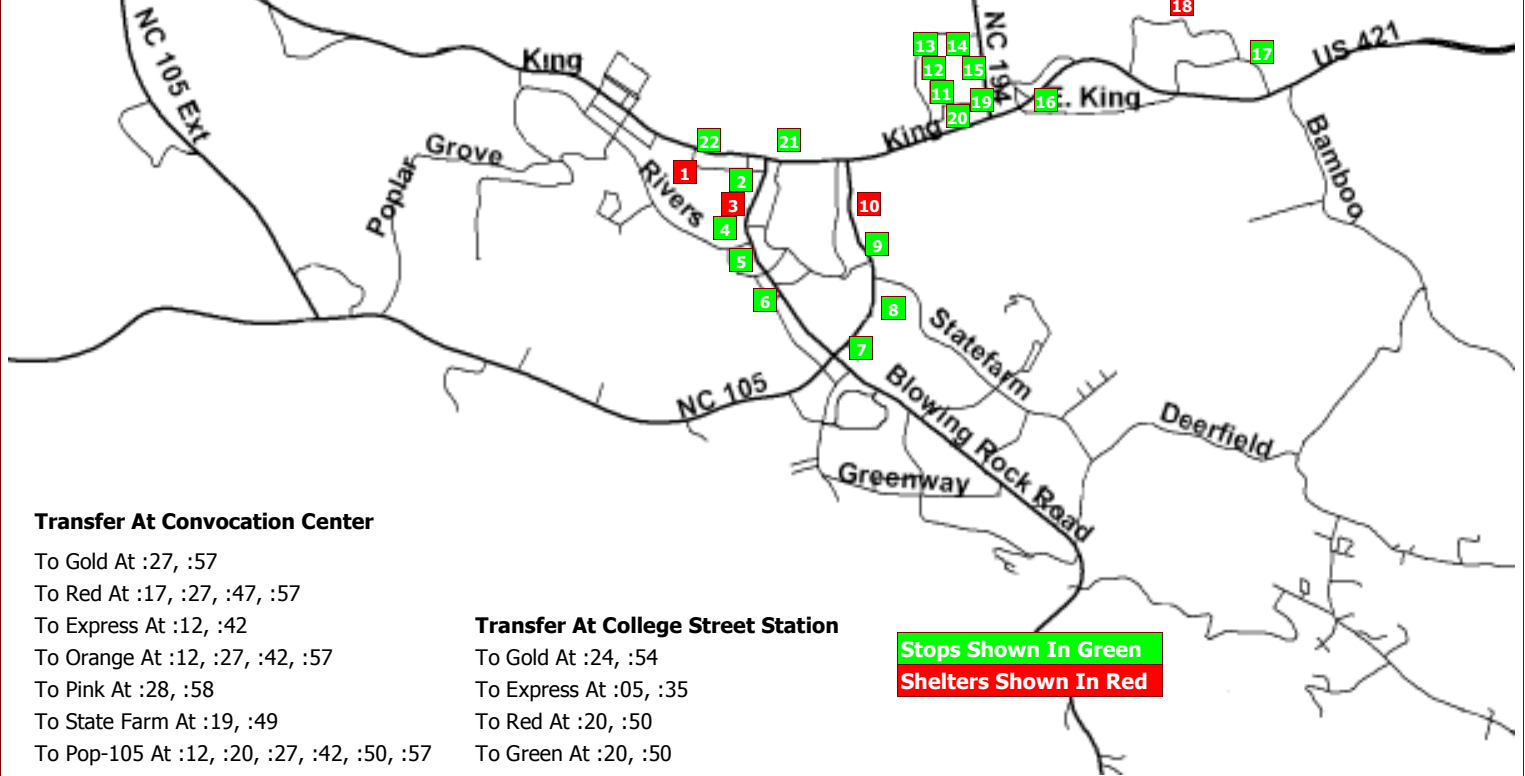 18
NC 105 Ext
King
13
14
NC 194
17
US 421
12
15
11
19
16
E. King
20
King
22
21
Bamboo
Grove
1
2
Rivers
Poplar
3
10
4
9
5
6
8
Statefarm
7
NC 105
Blowing Rock Road
Deerfield
Greenway
Transfer At Convocation Center
To Gold At :27, :57
To Red At :17, :27, :47, :57
To Express At :12, :42
To Orange At :12, :27, :42, :57
To Pink At :28, :58
To State Farm At :19, :49
To Pop-105 At :12, :20, :27, :42, :50, :57
Transfer At College Street Station
To Gold At :24, :54
To Express At :05, :35
To Red At :20, :50
To Green At :20, :50
Stops Shown In Green
Shelters Shown In Red